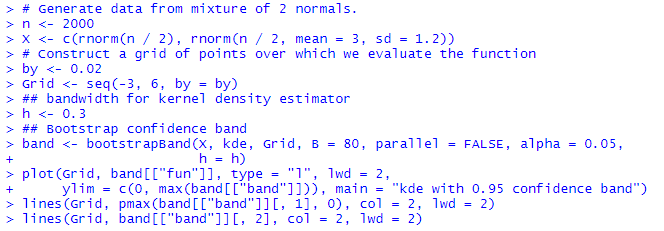 > # Generate data from mixture of 2 normals.
> n <- 2000
> X <- c(rnorm(n / 2), rnorm(n / 2, mean = 3, sd = 1.2))
> # Construct a grid of points over which we evaluate the function
> by <- 0.02
> Grid <- seq(-3, 6, by = by)
> ## bandwidth for kernel density estimator
> h <- 0.3
> ## Bootstrap confidence band
> band <- bootstrapBand(X, kde, Grid, B = 80, parallel = FALSE, alpha = 0.05,
+                       h = h)
> plot(Grid, band[["fun"]], type = "l", lwd = 2,
+      ylim = c(0, max(band[["band"]])), main = "kde with 0.95 confidence band")
> lines(Grid, pmax(band[["band"]][, 1], 0), col = 2, lwd = 2)
> lines(Grid, band[["band"]][, 2], col = 2, lwd = 2)